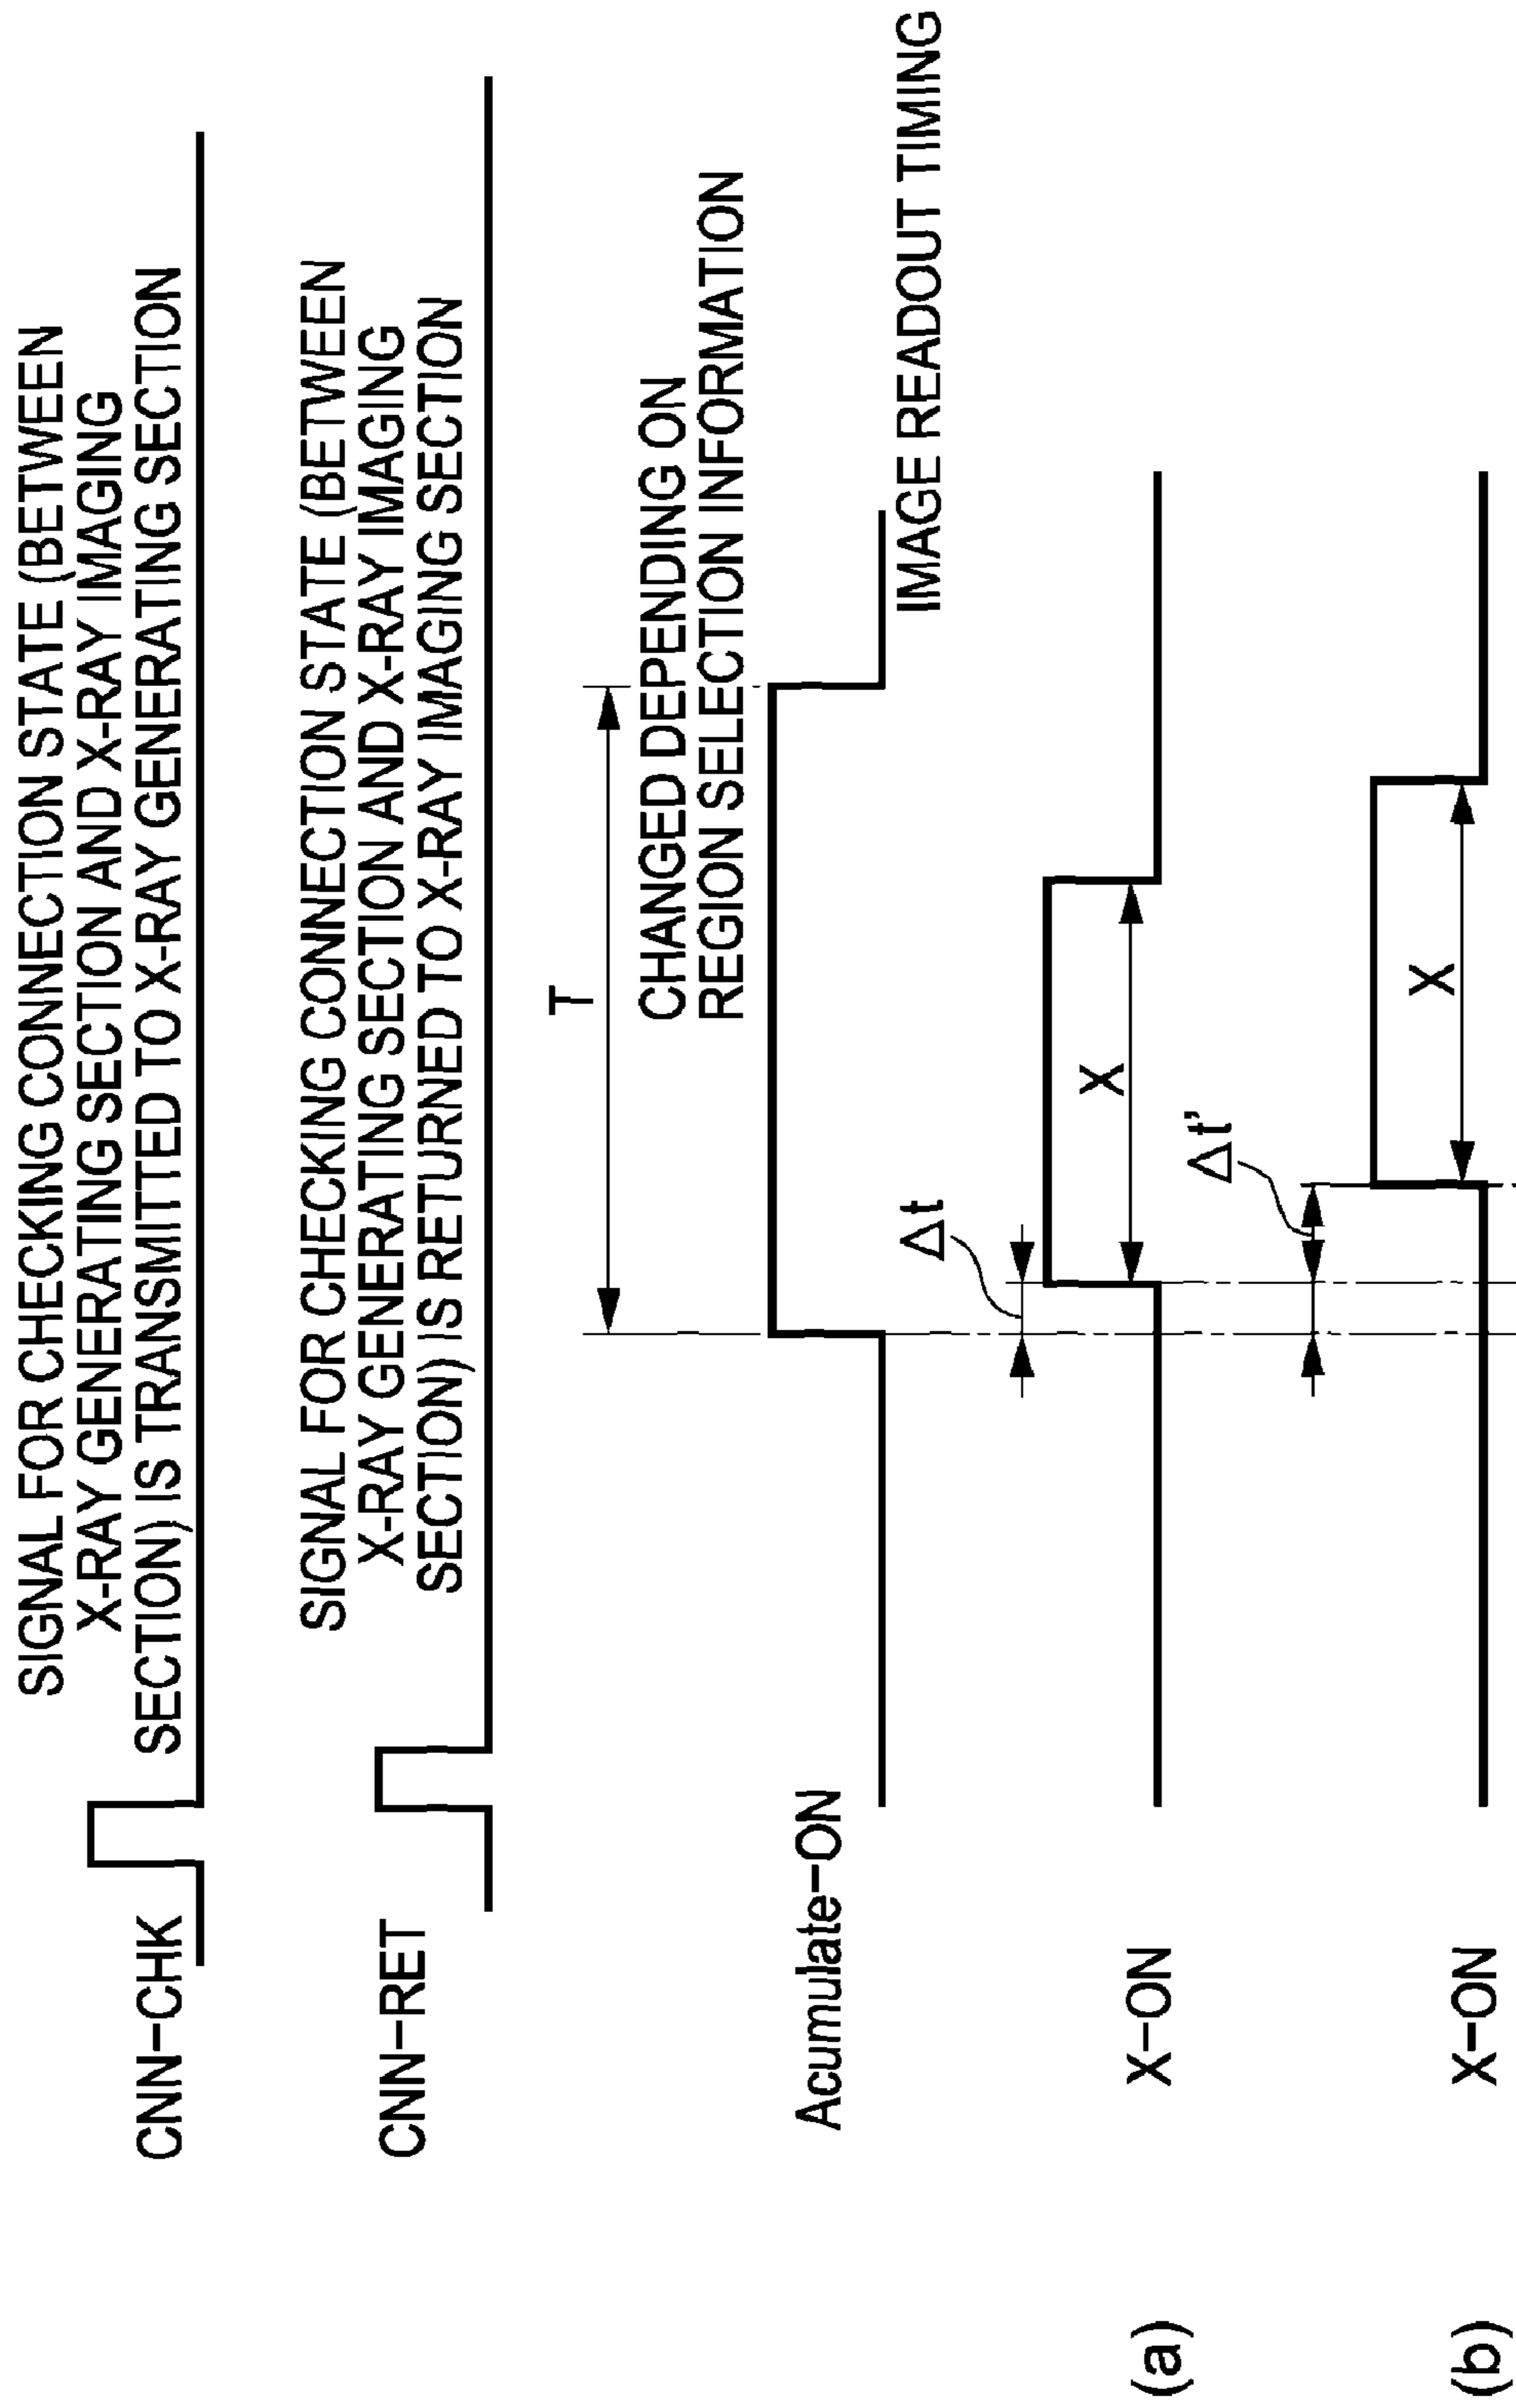 SIGNAL FOR CHECKING CONNECTION STATE (BETWEEN
X-RAY GENERATING SECTION AND X-RAY IMAGING
SECTION) IS TRANSMITTED TO X-RAY GENERATING SECTION
CNN-CHK
SIGNAL FOR CHECKING CONNECTION STATE (BETWEEN
X-RAY GENERATING SECTION AND X-RAY IMAGING
SECTION) IS RETURNED TO X-RAY IMAGING SECTION
CNN-RET
T
CHANGED DEPENDING ON
REGION SELECTION INFORMATION
Acumulate-ON
IMAGE READOUT TIMING
Δt
X
(a) X-ON
Δt'
X
(b) X-ON